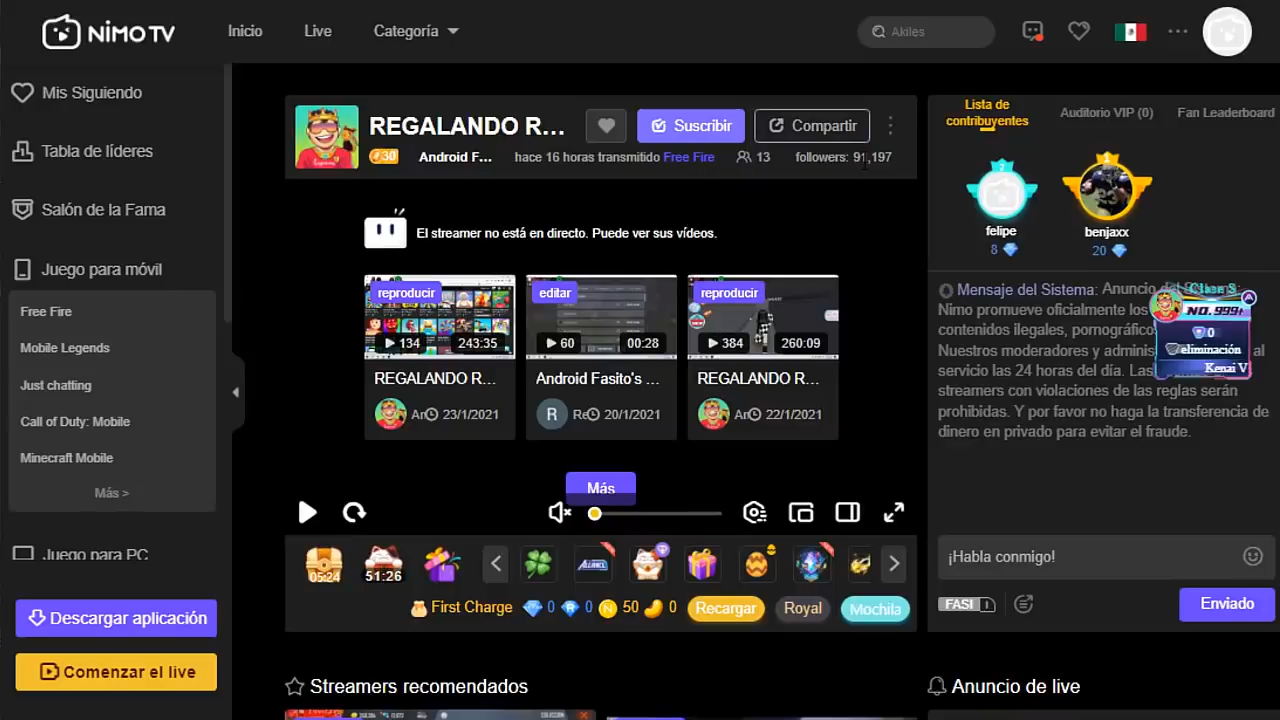 NIMO TV
Inicio
Live
Categoría
Akiles
Mis Siguiendo
Tabla de líderes
Salón de la Fama
Juego para móvil
Free Fire
Mobile Legends
Just chatting
Call of Duty: Mobile
Minecraft Mobile
Más >
Juego para PC
Descargar aplicación
Comenzar el live
REGALANDO R...
Suscribir
Compartir
30
Android F...
hace 16 horas transmitido Free Fire
13
followers: 91,197
El streamer no está en directo. Puede ver sus vídeos.
reproducir
134
243:35
REGALANDO R...
23/1/2021
editar
60
00:28
Android Fasito's ...
R
20/1/2021
reproducir
384
260:09
REGALANDO R...
22/1/2021
Más
05:24
51:26
ALLIANCE
First Charge
0
R
0
N
50
0
Recargar
Royal
Mochila
Streamers recomendados
Lista de
contribuyentes
Auditorio VIP (0)
Fan Leaderboard
2
felipe
8
1
benjaxx
20
Mensaje del Sistema: Anuncio del
Nimo promueve oficialmente los
contenidos ilegales, pornográfico
Nuestros moderadores y adminis al
servicio las 24 horas del día. Las
streamers con violaciones de las reglas serán
prohibidas. Y por favor no haga la transferencia de
dinero en privado para evitar el fraude.
Clase S
NO.999+
0
eliminación
Kenai V
¡Habla conmigo!
FASI
Enviado
Anuncio de live